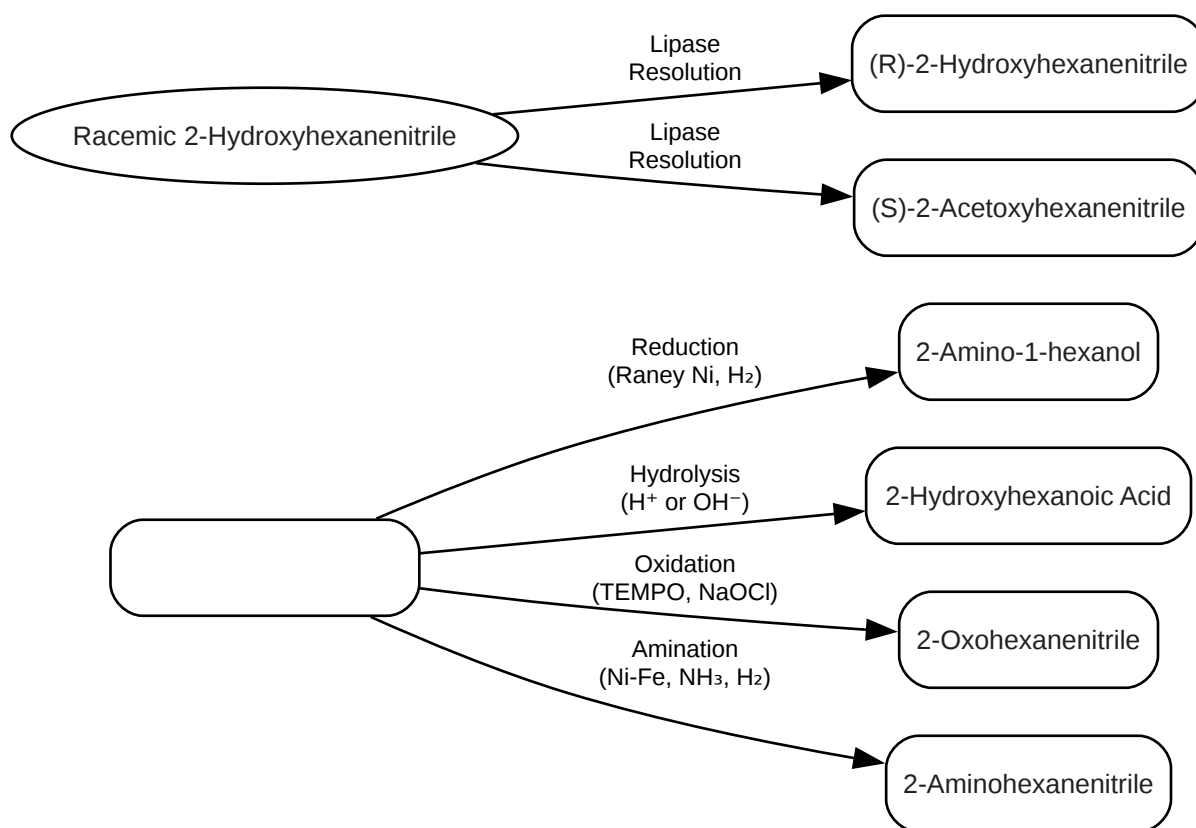 Racemic 2-Hydroxyhexanenitrile
Lipase
Resolution
(R)-2-Hydroxyhexanenitrile
Lipase
Resolution
(S)-2-Acetoxyhexanenitrile
Reduction
(Raney Ni, H₂)
2-Amino-1-hexanol
Hydrolysis
(H⁺ or OH⁻)
2-Hydroxyhexanoic Acid
Oxidation
(TEMPO, NaOCl)
2-Oxohexanenitrile
Amination
(Ni-Fe, NH₃, H₂)
2-Aminohexanenitrile